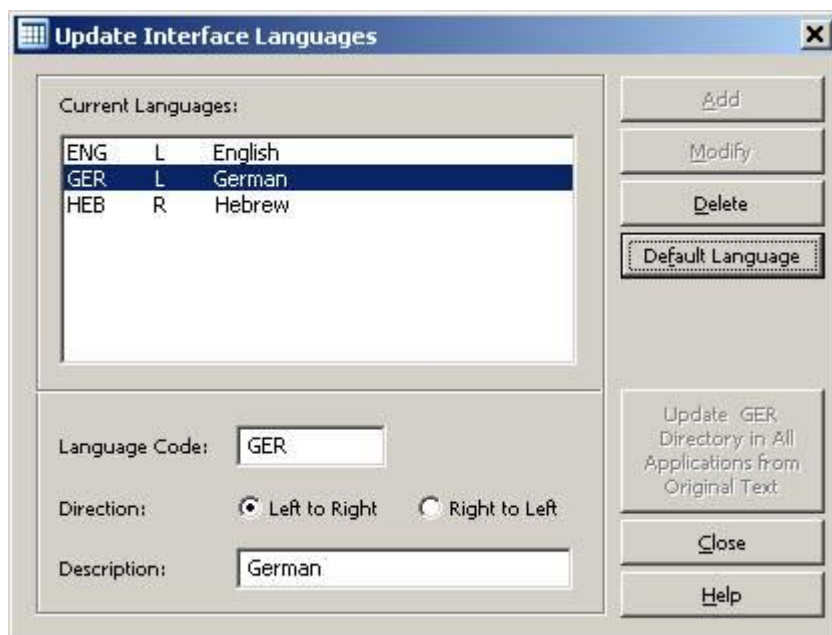 Update Interface Languages
Current Languages:
ENG L English
GER L German
HEB R Hebrew
Add
Modify
Delete
Default Language
Language Code: GER
Direction: Left to Right Right to Left
Description: German
Update GER
Directory in All
Applications from
Original Text
Close
Help